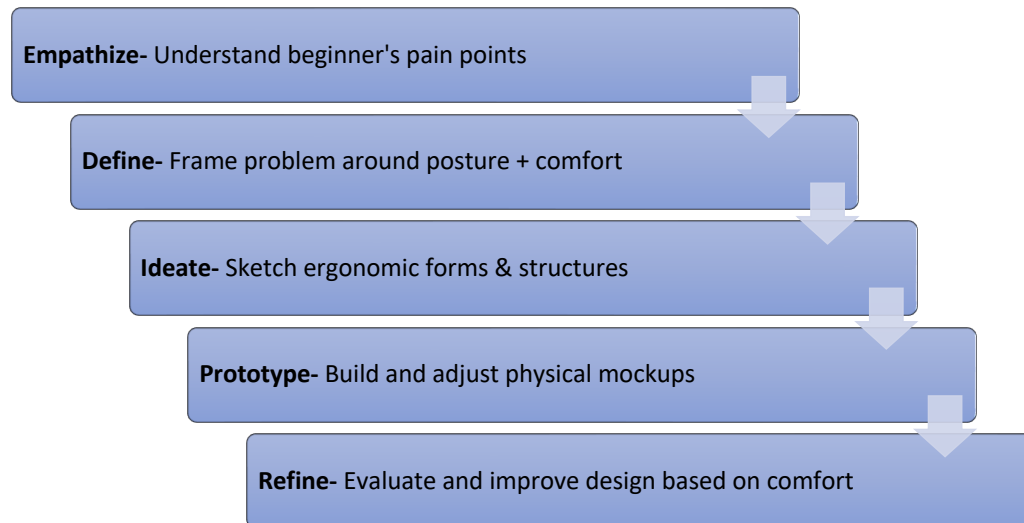 Empathize- Understand beginner's pain points
Define- Frame problem around posture + comfort
Ideate- Sketch ergonomic forms & structures
Prototype- Build and adjust physical mockups
Refine- Evaluate and improve design based on comfort